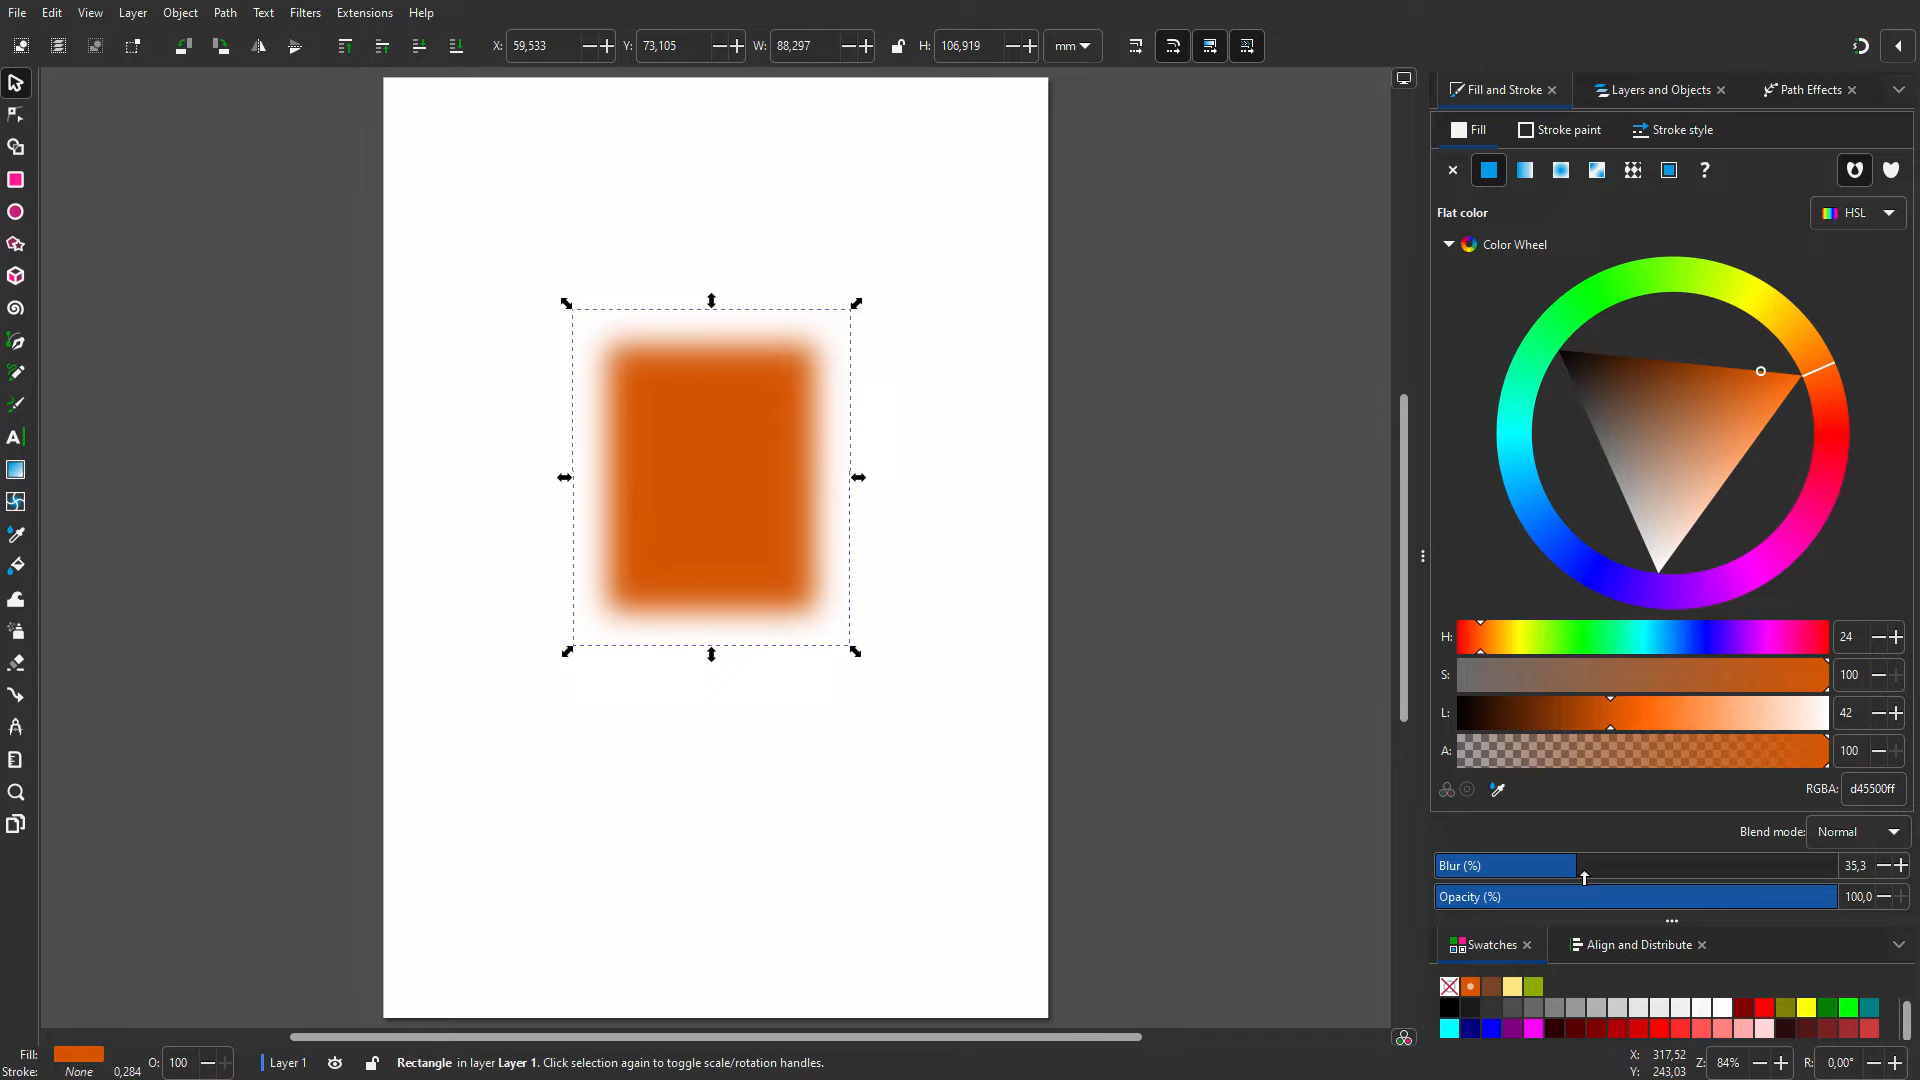 File Edit View Layer Object Path Text Filters Extensions Help
X: 59,533 Y: 73,105 W: 88,297 H: 106,919 mm
Fill and Stroke Layers and Objects Path Effects
Fill Stroke paint Stroke style
?
Flat color HSL
Color Wheel
H: 24
S: 100
L: 42
A: 100
RGBA: d45500ff
Blend mode: Normal
Blur (%) 35,3
Opacity (%) 100,0
Swatches Align and Distribute
Fill: O: 100 Layer 1 Rectangle in layer Layer 1. Click selection again to toggle scale/rotation handles. X: 317,52 Z: 84% R: 0,00°
Stroke: None 0,284 Y: 243,03